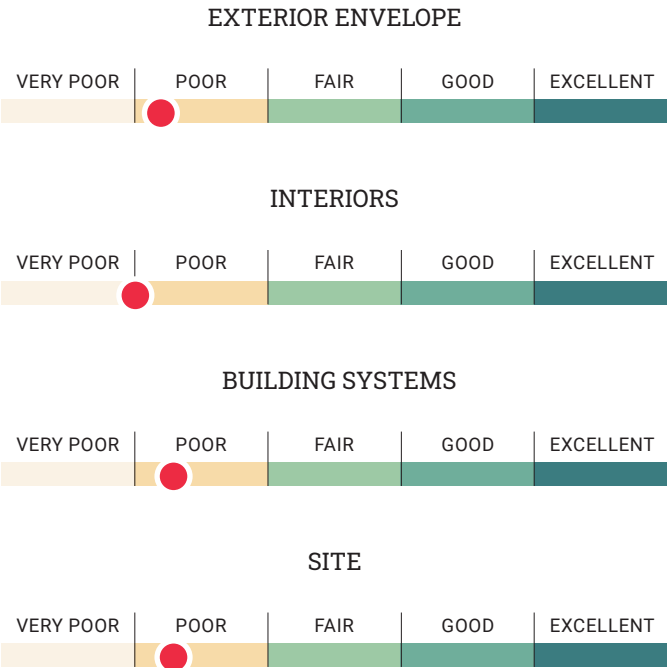 EXTERIOR ENVELOPE
VERY POOR POOR FAIR GOOD EXCELLENT
INTERIORS
VERY POOR POOR FAIR GOOD EXCELLENT
BUILDING SYSTEMS
VERY POOR POOR FAIR GOOD EXCELLENT
SITE
VERY POOR POOR FAIR GOOD EXCELLENT